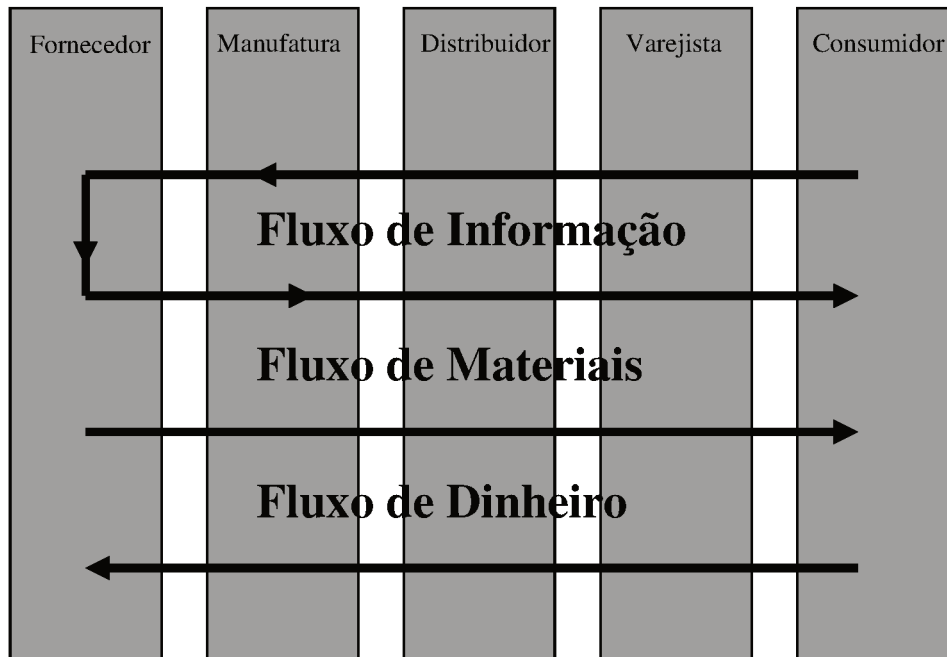 Fornecedor Manufatura Distribuidor Varejista Consumidor
Fluxo de Informação
Fluxo de Materiais
Fluxo de Dinheiro